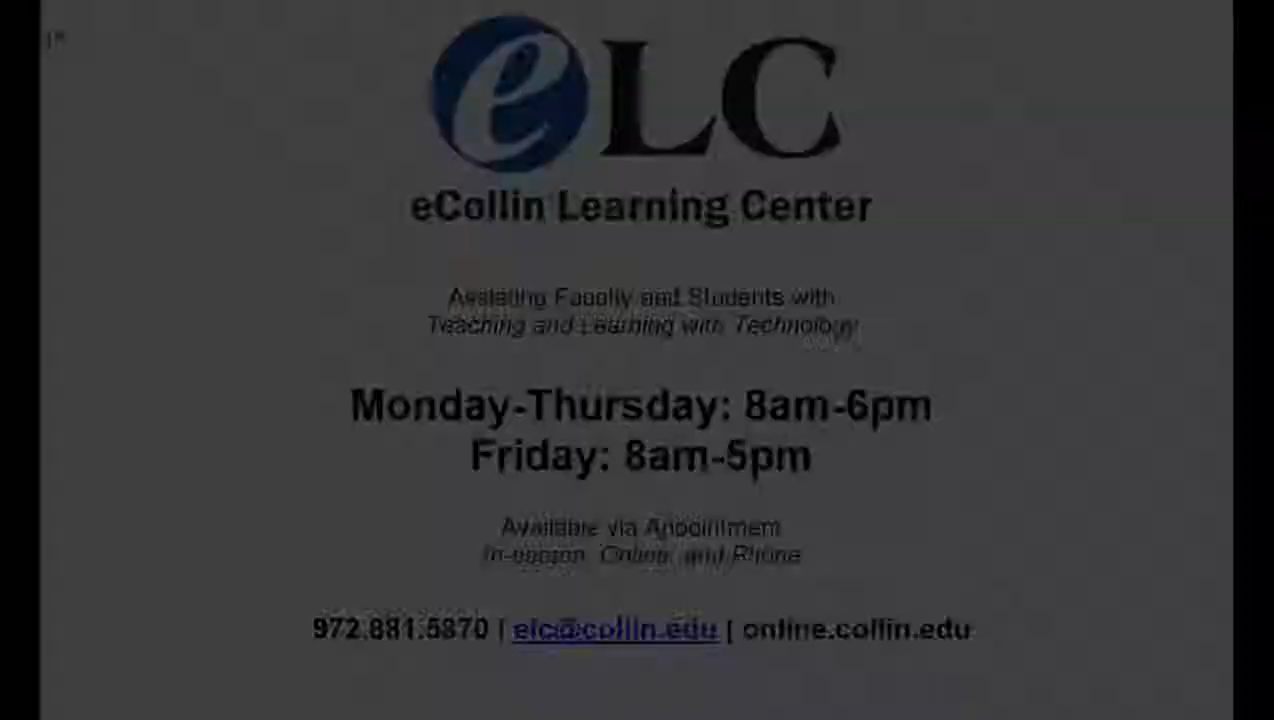 eLC
eCollin Learning Center
Assisting Faculty and Students with
Teaching and Learning with Technology
Monday-Thursday: 8am-6pm
Friday: 8am-5pm
Available via Appointment
In-person, Online, and Phone
972.881.5870 | elc@collin.edu | online.collin.edu